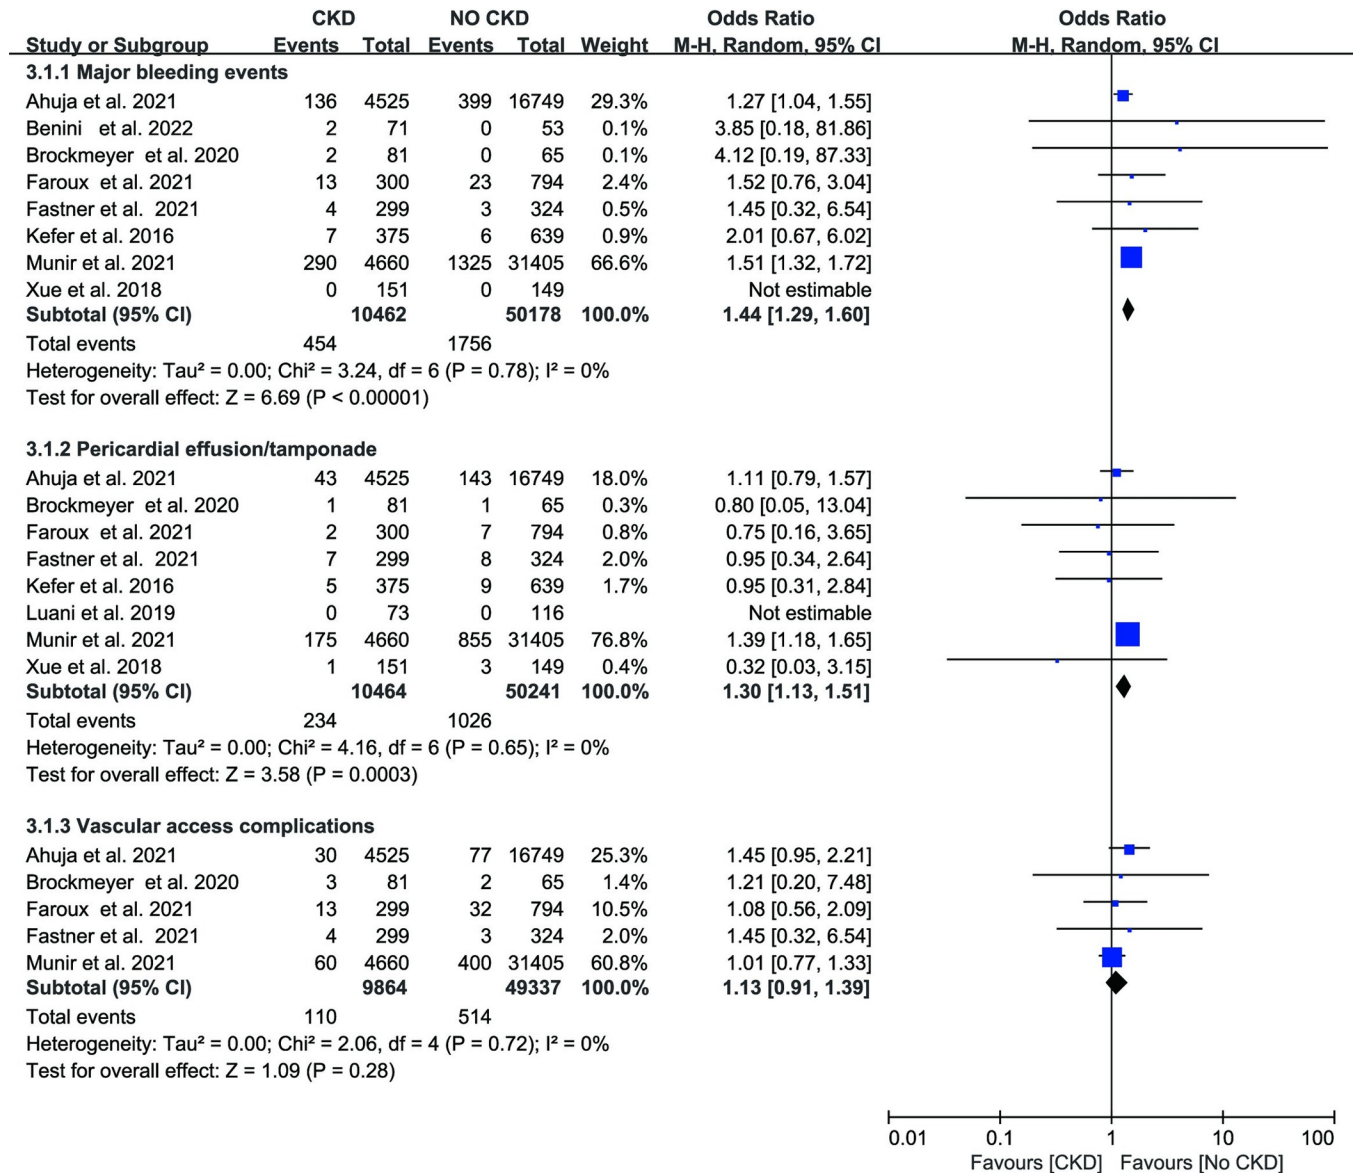 CKD NO CKD Odds Ratio Odds Ratio
Study or Subgroup Events Total Events Total Weight M-H, Random, 95% CI M-H, Random, 95% CI
3.1.1 Major bleeding events
Ahuja et al. 2021 136 4525 399 16749 29.3% 1.27 [1.04, 1.55]
Benini et al. 2022 2 71 0 53 0.1% 3.85 [0.18, 81.86]
Brockmeyer et al. 2020 2 81 0 65 0.1% 4.12 [0.19, 87.33]
Faroux et al. 2021 13 300 23 794 2.4% 1.52 [0.76, 3.04]
Fastner et al. 2021 4 299 3 324 0.5% 1.45 [0.32, 6.54]
Kefer et al. 2016 7 375 6 639 0.9% 2.01 [0.67, 6.02]
Munir et al. 2021 290 4660 1325 31405 66.6% 1.51 [1.32, 1.72]
Xue et al. 2018 0 151 0 149 Not estimable
Subtotal (95% CI) 10462 50178 100.0% 1.44 [1.29, 1.60]
Total events 454 1756
Heterogeneity: Tau² = 0.00; Chi² = 3.24, df = 6 (P = 0.78); I² = 0%
Test for overall effect: Z = 6.69 (P < 0.00001)
3.1.2 Pericardial effusion/tamponade
Ahuja et al. 2021 43 4525 143 16749 18.0% 1.11 [0.79, 1.57]
Brockmeyer et al. 2020 1 81 1 65 0.3% 0.80 [0.05, 13.04]
Faroux et al. 2021 2 300 7 794 0.8% 0.75 [0.16, 3.65]
Fastner et al. 2021 7 299 8 324 2.0% 0.95 [0.34, 2.64]
Kefer et al. 2016 5 375 9 639 1.7% 0.95 [0.31, 2.84]
Luani et al. 2019 0 73 0 116 Not estimable
Munir et al. 2021 175 4660 855 31405 76.8% 1.39 [1.18, 1.65]
Xue et al. 2018 1 151 3 149 0.4% 0.32 [0.03, 3.15]
Subtotal (95% CI) 10464 50241 100.0% 1.30 [1.13, 1.51]
Total events 234 1026
Heterogeneity: Tau² = 0.00; Chi² = 4.16, df = 6 (P = 0.65); I² = 0%
Test for overall effect: Z = 3.58 (P = 0.0003)
3.1.3 Vascular access complications
Ahuja et al. 2021 30 4525 77 16749 25.3% 1.45 [0.95, 2.21]
Brockmeyer et al. 2020 3 81 2 65 1.4% 1.21 [0.20, 7.48]
Faroux et al. 2021 13 299 32 794 10.5% 1.08 [0.56, 2.09]
Fastner et al. 2021 4 299 3 324 2.0% 1.45 [0.32, 6.54]
Munir et al. 2021 60 4660 400 31405 60.8% 1.01 [0.77, 1.33]
Subtotal (95% CI) 9864 49337 100.0% 1.13 [0.91, 1.39]
Total events 110 514
Heterogeneity: Tau² = 0.00; Chi² = 2.06, df = 4 (P = 0.72); I² = 0%
Test for overall effect: Z = 1.09 (P = 0.28)
0.01 0.1 1 10 100
Favours [CKD] Favours [No CKD]